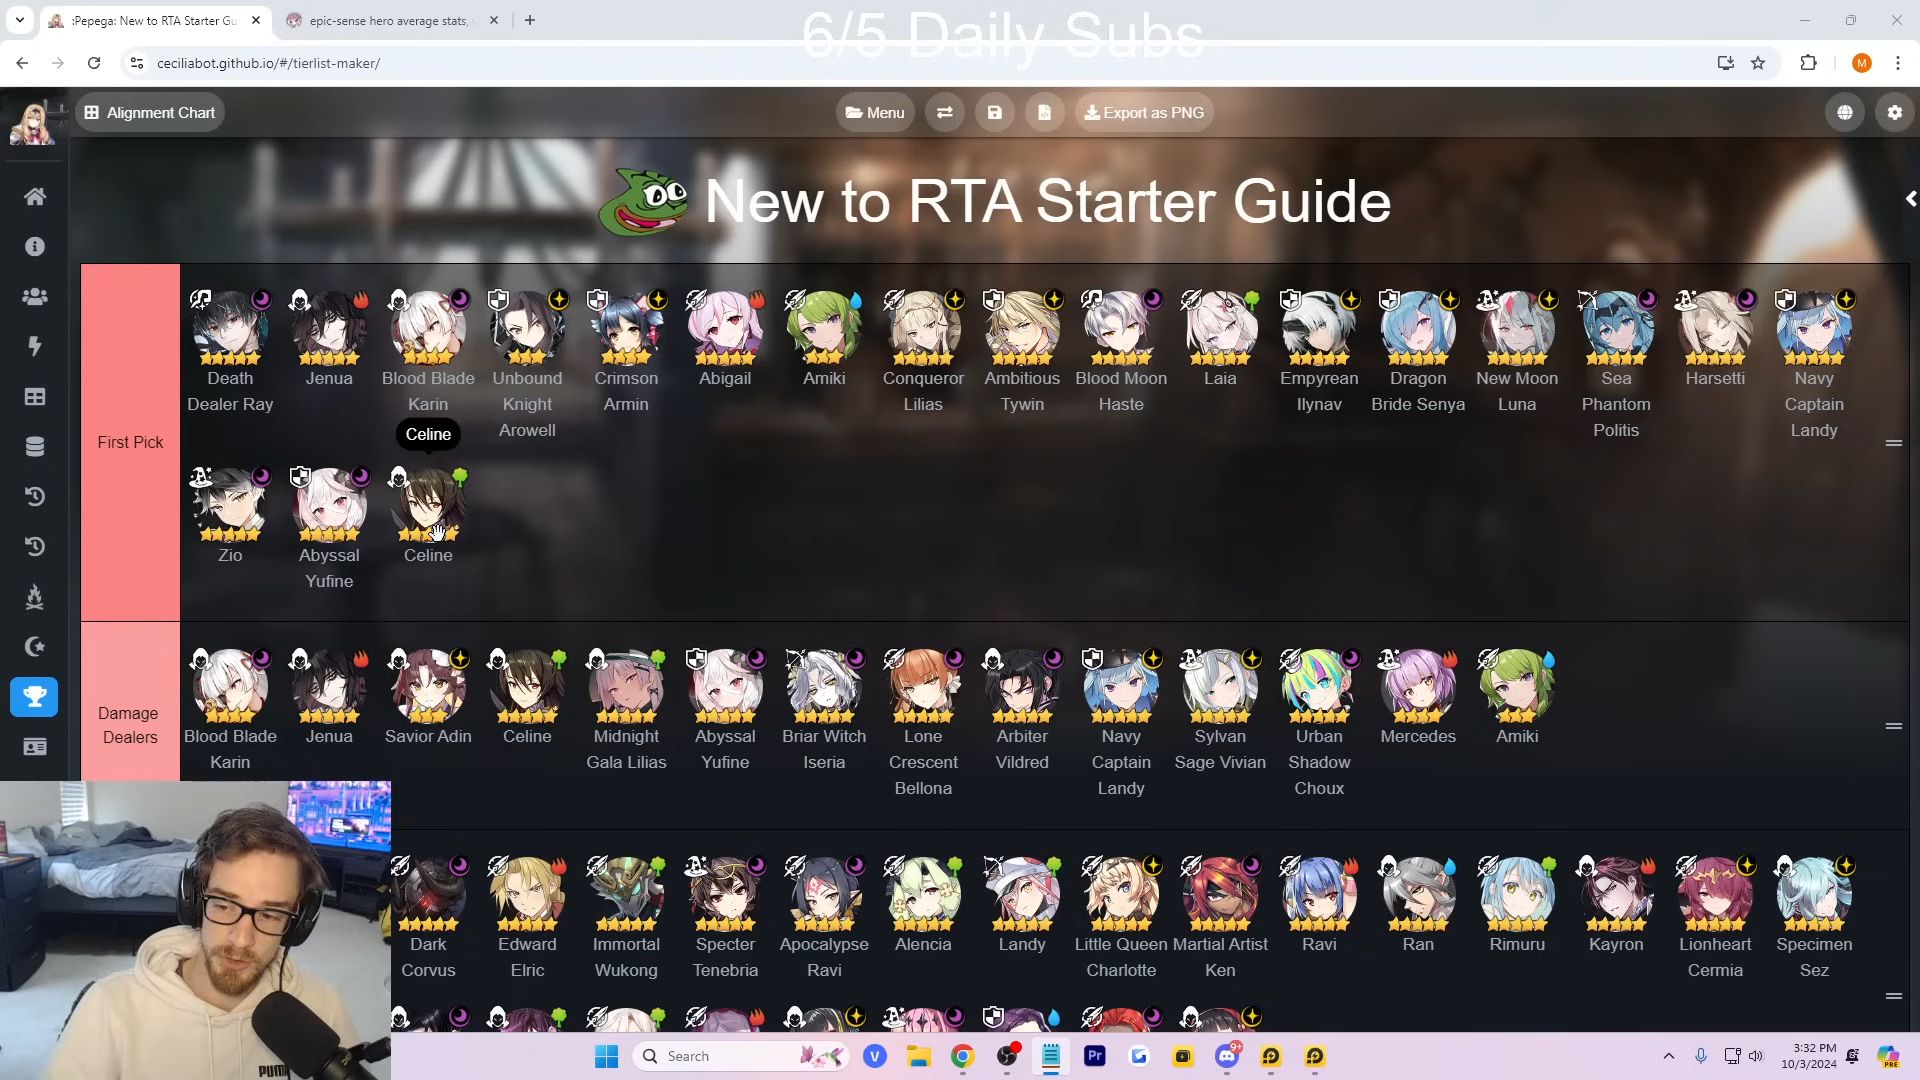 :Pepega: New to RTA Starter Gu
epic-sense hero average stats,
6/5 Daily Subs
ceciliabot.github.io/#/tierlist-maker/
M
Alignment Chart
Menu
Export as PNG
New to RTA Starter Guide
First Pick
Death Dealer Ray
Jenua
Blood Blade Karin
Unbound Knight Arowell
Crimson Armin
Abigail
Amiki
Conqueror Lilias
Ambitious Tywin
Blood Moon Haste
Laia
Empyrean Ilynav
Dragon Bride Senya
New Moon Luna
Sea Phantom Politis
Harsetti
Navy Captain Landy
Celine
Zio
Abyssal Yufine
Celine
Damage Dealers
Blood Blade Karin
Jenua
Savior Adin
Celine
Midnight Gala Lilias
Abyssal Yufine
Briar Witch Iseria
Lone Crescent Bellona
Arbiter Vildred
Navy Captain Landy
Sylvan Sage Vivian
Urban Shadow Choux
Mercedes
Amiki
Dark Corvus
Edward Elric
Immortal Wukong
Specter Tenebria
Apocalypse Ravi
Alencia
Landy
Little Queen Charlotte
Martial Artist Ken
Ravi
Ran
Rimuru
Kayron
Lionheart Cermia
Specimen Sez
PUMA
Search
V
Pr
9+
3:32 PM
10/3/2024
PRE